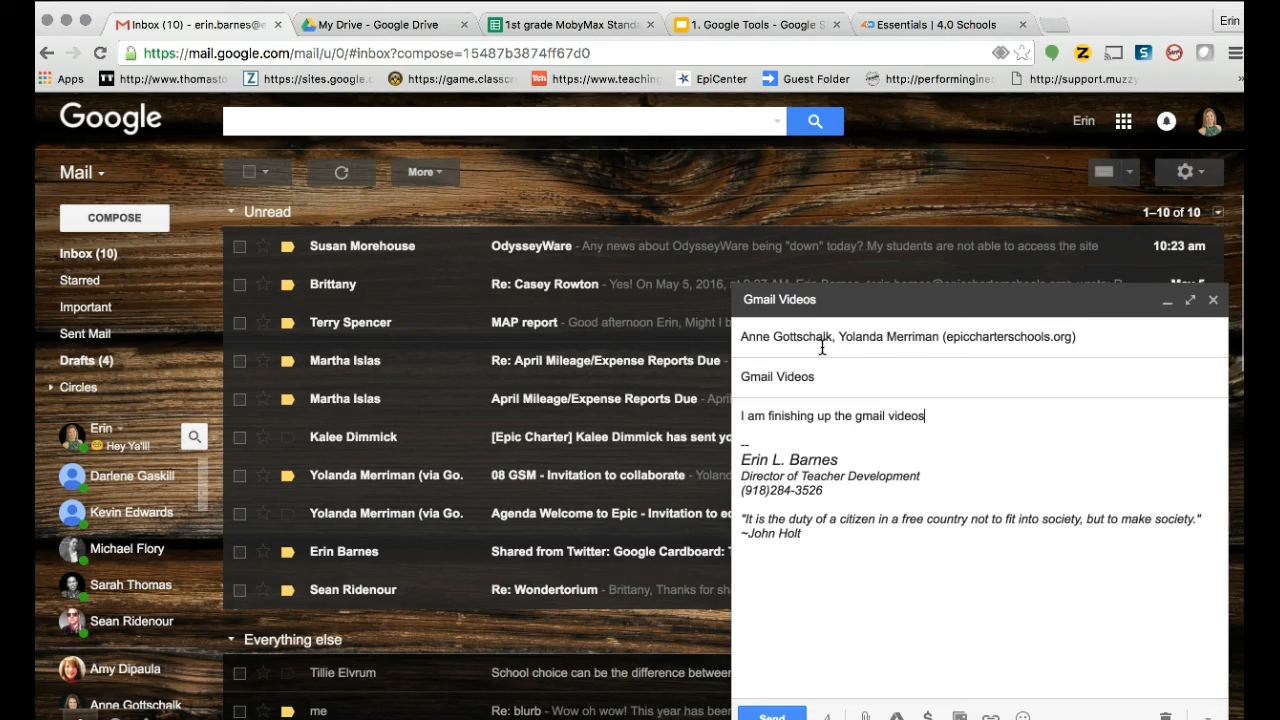 Inbox (10) - erin.barnes@e
My Drive - Google Drive
1st grade MobyMax Standa
1. Google Tools - Google S
Essentials | 4.0 Schools
Erin
https://mail.google.com/mail/u/0/#inbox?compose=15487b3874ff67d0
Apps
http://www.thomasto
https://sites.google.c
https://game.classcr
https://www.teaching
EpiCenter
Guest Folder
http://performingine
http://support.muzzy
Google
Erin
Mail
More
COMPOSE
Unread
1–10 of 10
Inbox (10)
Starred
Important
Sent Mail
Drafts (4)
Circles
Erin
Hey Ya'll!
Darlene Gaskill
Kevin Edwards
Michael Flory
Sarah Thomas
Sean Ridenour
Amy Dipaula
Anne Gottschalk
Susan Morehouse OdysseyWare - Any news about OdysseyWare being "down" today? My students are not able to access the site 10:23 am
Brittany Re: Casey Rowton - Yes! On May 5, 2016,
Terry Spencer MAP report - Good afternoon Erin, Might I b
Martha Islas Re: April Mileage/Expense Reports Due -
Martha Islas April Mileage/Expense Reports Due - Apri
Kalee Dimmick [Epic Charter] Kalee Dimmick has sent yo
Yolanda Merriman (via Go. 08 GSM - Invitation to collaborate - Yolan
Yolanda Merriman (via Go. Agenda Welcome to Epic - Invitation to ed
Erin Barnes Shared from Twitter: Google Cardboard: T
Sean Ridenour Re: Wondertorium - Brittany, Thanks for sh
Everything else
Tillie Elvrum School choice can be the difference between
me Re: blurb - Wow oh wow! This year has been
Gmail Videos
Anne Gottschalk, Yolanda Merriman (epiccharterschools.org)
Gmail Videos
I am finishing up the gmail videos
--
Erin L. Barnes
Director of Teacher Development
(918)284-3526
"It is the duty of a citizen in a free country not to fit into society, but to make society."
~John Holt
Send